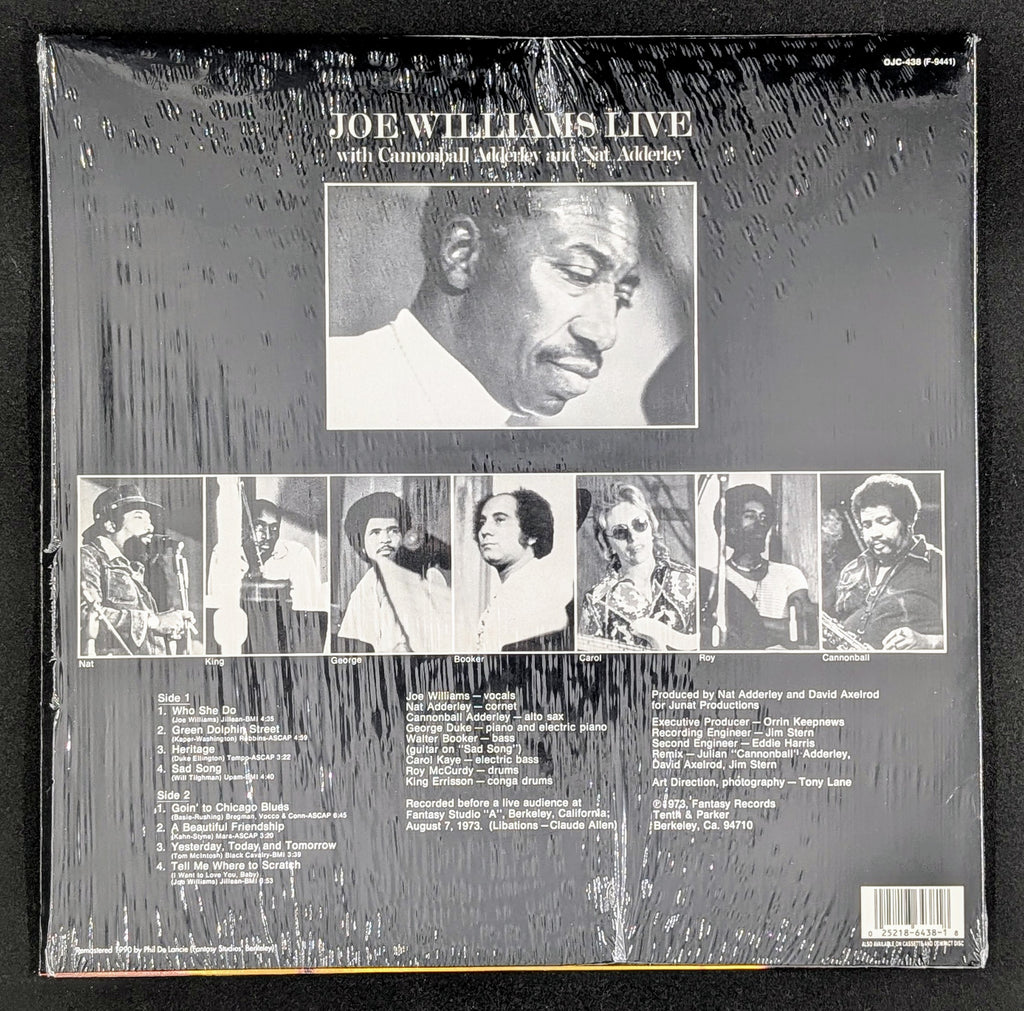 OJC-438 (F-9441)
JOE WILLIAMS LIVE
with Cannonball Adderley and Nat Adderley
Nat
King
George
Booker
Carol
Roy
Cannonball
Side 1
1. Who She Do
(Joe Williams) Jillean-BMI 4:35
2. Green Dolphin Street
(Kaper-Washington) Robbins-ASCAP 4:59
3. Heritage
(Duke Ellington) Tempo-ASCAP 3:22
4. Sad Song
(Will Tilghman) Upam-BMI 4:40
Side 2
1. Goin' to Chicago Blues
(Basie-Rushing) Bregman, Vocco & Conn-ASCAP 6:45
2. A Beautiful Friendship
(Kahn-Styne) Mara-ASCAP 3:20
3. Yesterday, Today, and Tomorrow
(Tom McIntosh) Black Cavalry-BMI 3:39
4. Tell Me Where to Scratch
(I Want to Love You, Baby)
(Joe Williams) Jillean-BMI :53
Joe Williams — vocals
Nat Adderley — cornet
Cannonball Adderley — alto sax
George Duke — piano and electric piano
Walter Booker — bass
(guitar on "Sad Song")
Carol Kaye — electric bass
Roy McCurdy — drums
King Errisson — conga drums
Recorded before a live audience at
Fantasy Studio "A", Berkeley, California;
August 7, 1973. (Libations — Claude Allen)
Produced by Nat Adderley and David Axelrod
for Junat Productions
Executive Producer — Orrin Keepnews
Recording Engineer — Jim Stern
Second Engineer — Eddie Harris
Remix — Julian "Cannonball" Adderley,
David Axelrod, Jim Stern
Art Direction, photography — Tony Lane
℗©1973, Fantasy Records
Tenth & Parker
Berkeley, Ca. 94710
Remastered 1990 by Phil De Lancie (Fantasy Studios, Berkeley)
0 25218-6438-1 8
ALSO AVAILABLE ON CASSETTE AND COMPACT DISC